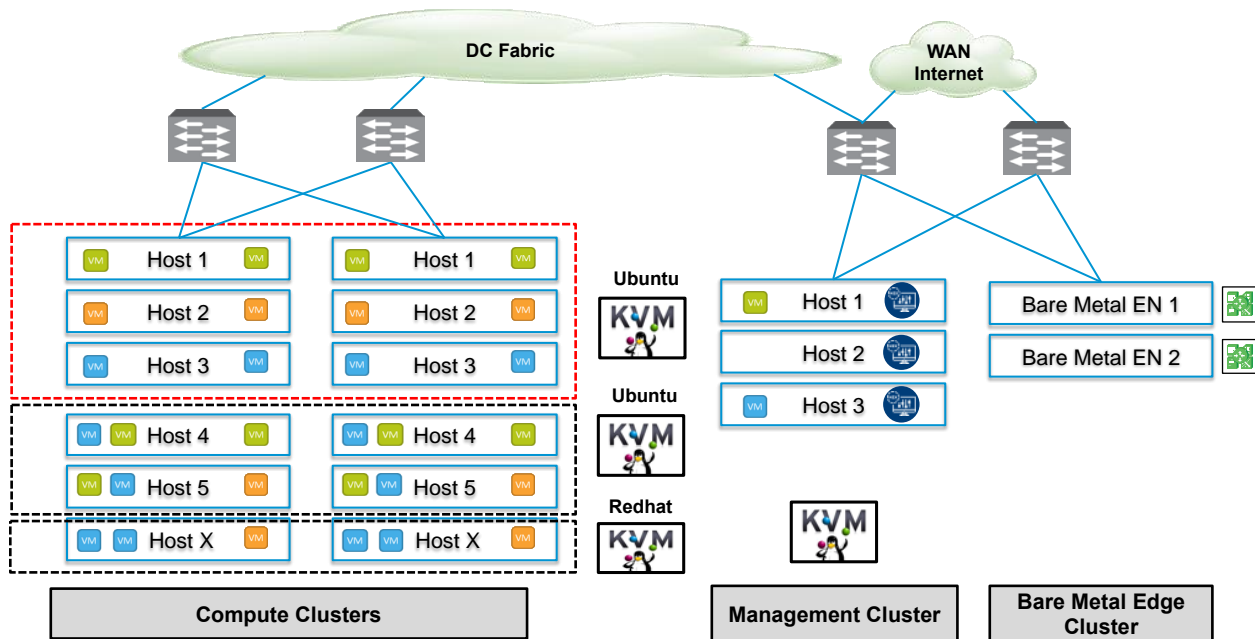 DC Fabric
WAN
Internet
VM Host 1 VM
VM Host 1 VM
VM Host 2 VM
VM Host 2 VM
VM Host 3 VM
VM Host 3 VM
Ubuntu
KVM
VM VM Host 4 VM
VM VM Host 4 VM
VM VM Host 5 VM
VM VM Host 5 VM
Ubuntu
KVM
VM VM Host X VM
VM VM Host X VM
Redhat
KVM
VM Host 1
Host 2
VM Host 3
KVM
Bare Metal EN 1
Bare Metal EN 2
Compute Clusters
Management Cluster
Bare Metal Edge
Cluster